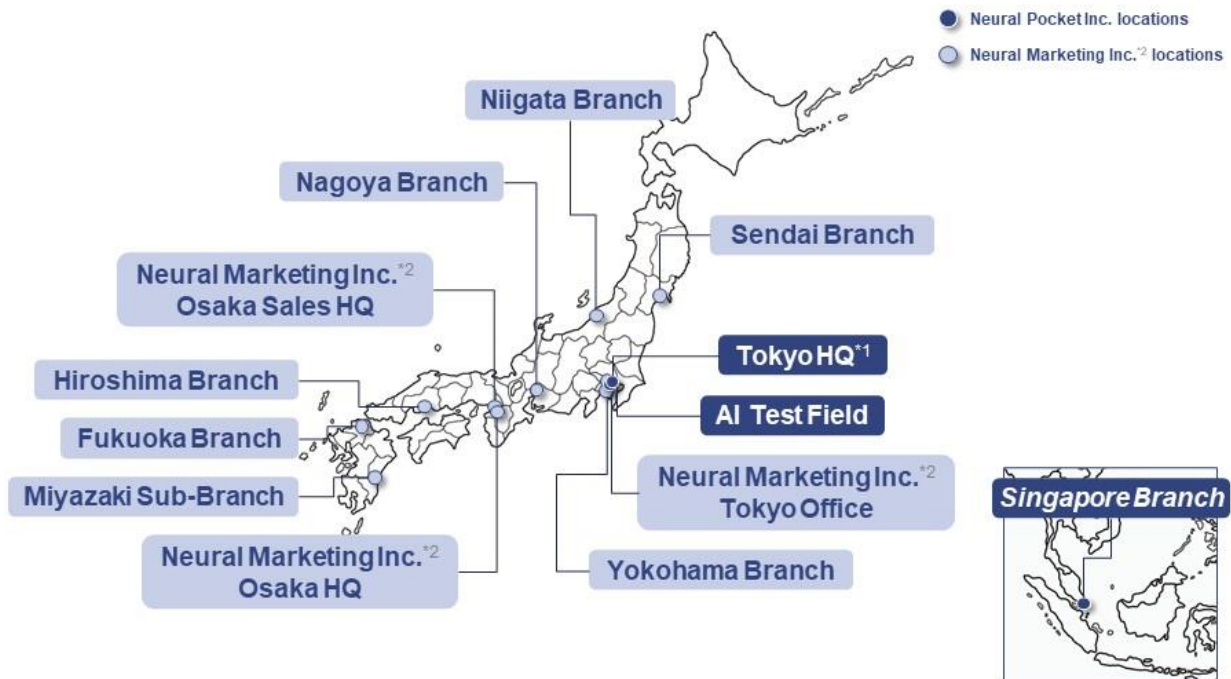 Neural Pocket Inc. locations
Neural Marketing Inc.*2 locations
Niigata Branch
Nagoya Branch
Sendai Branch
Neural Marketing Inc.*2
Osaka Sales HQ
Tokyo HQ*1
Hiroshima Branch
AI Test Field
Fukuoka Branch
Neural Marketing Inc.*2
Tokyo Office
Miyazaki Sub-Branch
Singapore Branch
Neural Marketing Inc.*2
Osaka HQ
Yokohama Branch